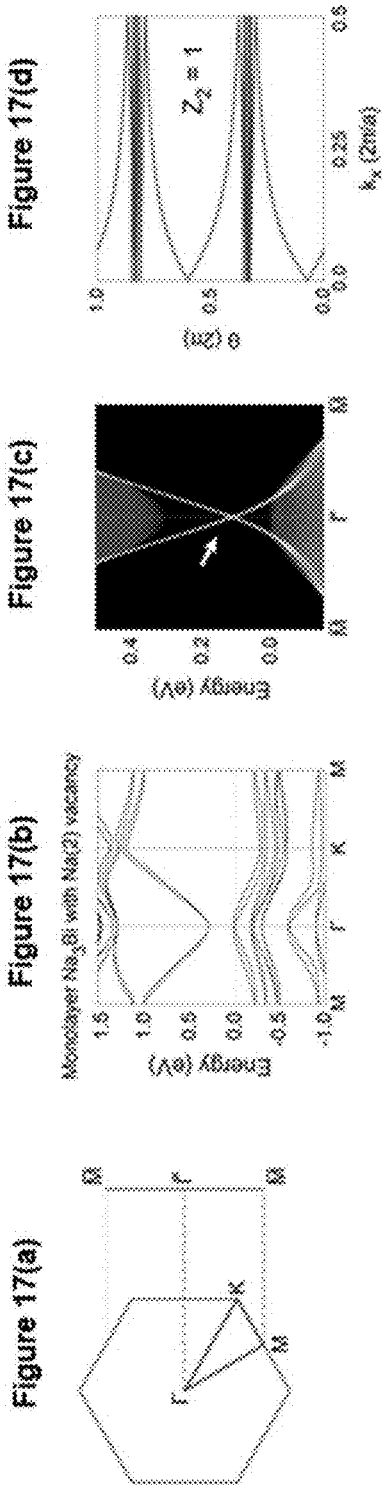 Figure 17(a)
Γ
K
M
Γ
Figure 17(b)
Monolayer Na3Bi with Na(2) vacancy
Energy (eV)
1.5
1.0
0.5
0.0
-0.5
-1.0
M
Γ
K
M
Figure 17(c)
Energy (eV)
0.4
0.2
0.0
Γ
Figure 17(d)
1.0
0.5
0.0
Z2 = 1
0.0
0.25
0.5
kx (2π/a)